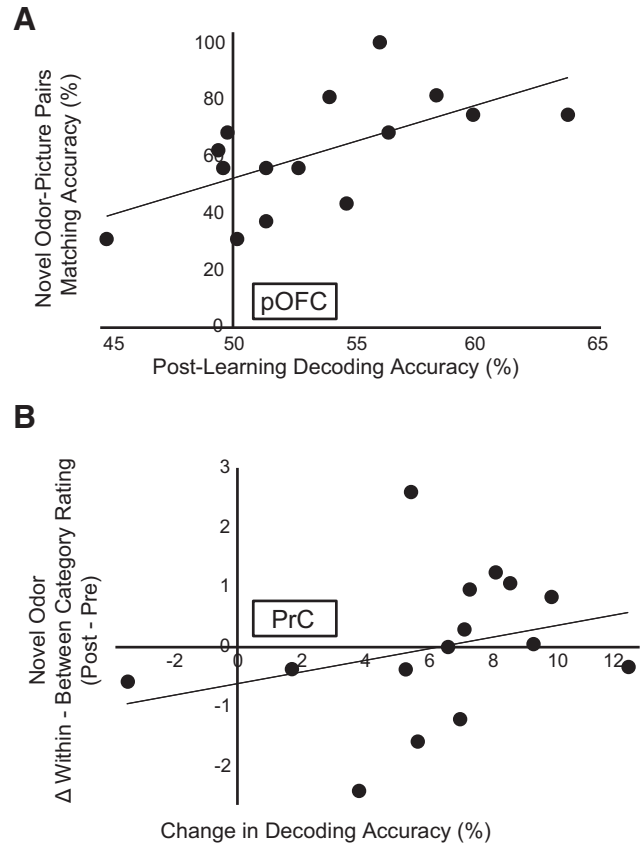 A
Novel Odor-Picture Pairs
Matching Accuracy (%)
100
80
60
40
20
0
pOFC
45 50 55 60 65
Post-Learning Decoding Accuracy (%)
B
Novel Odor
Δ Within - Between Category Rating
(Post - Pre)
3
2
1
0
-1
-2
PrC
-2 0 2 4 6 8 10 12
Change in Decoding Accuracy (%)